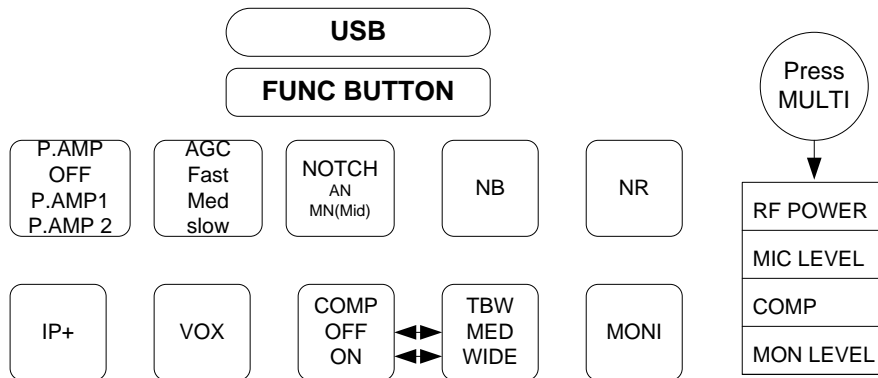 USB
FUNC BUTTON
Press
MULTI
P.AMP
OFF
P.AMP1
P.AMP 2
AGC
Fast
Med
slow
NOTCH
AN
MN(Mid)
NB
NR
RF POWER
MIC LEVEL
COMP
MON LEVEL
IP+
VOX
COMP
OFF
ON
TBW
MED
WIDE
MONI